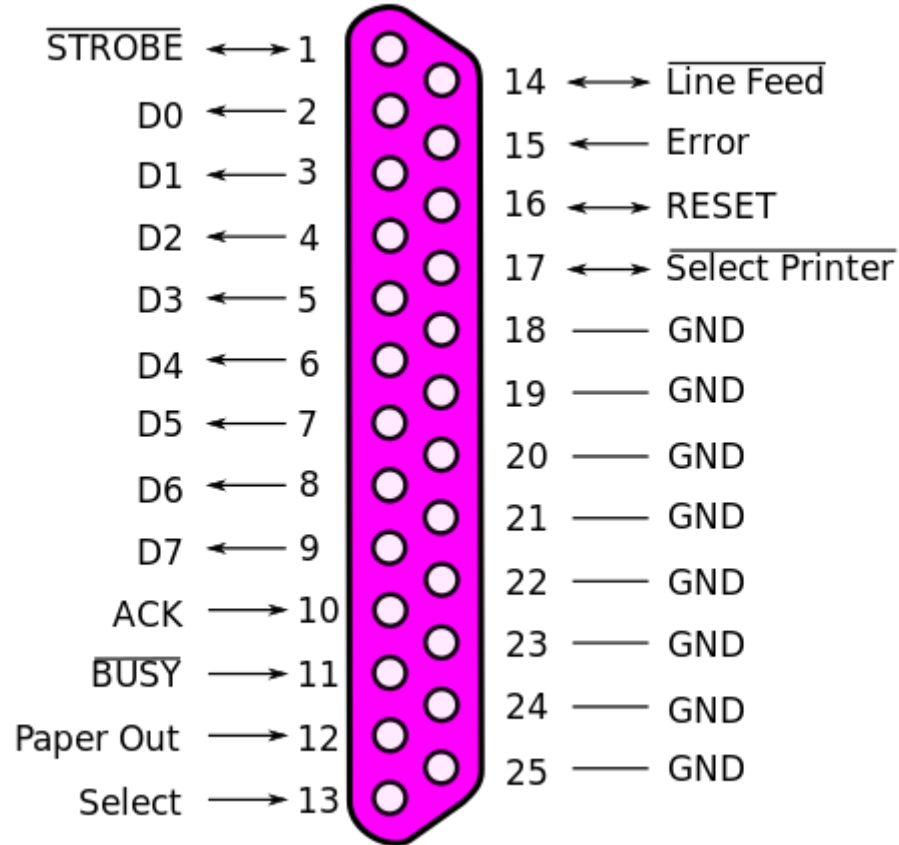 STROBE 1
D0 2
D1 3
D2 4
D3 5
D4 6
D5 7
D6 8
D7 9
ACK 10
BUSY 11
Paper Out 12
Select 13
14 Line Feed
15 Error
16 RESET
17 Select Printer
18 GND
19 GND
20 GND
21 GND
22 GND
23 GND
24 GND
25 GND